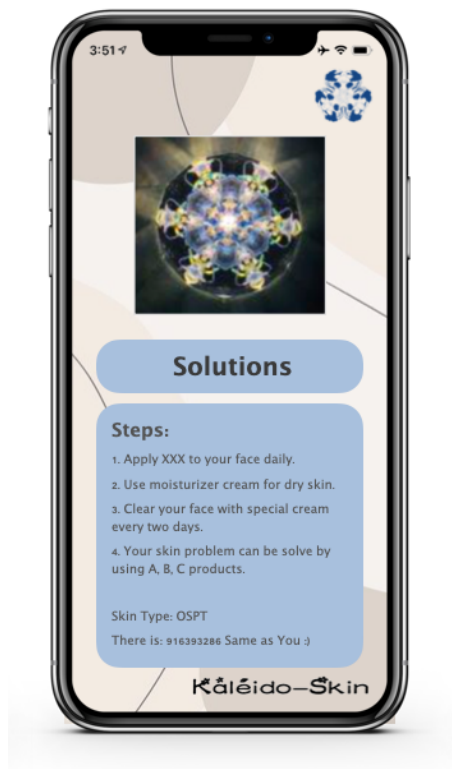 3:51
Solutions
Steps:
1. Apply XXX to your face daily.
2. Use moisturizer cream for dry skin.
3. Clear your face with special cream
every two days.
4. Your skin problem can be solve by
using A, B, C products.
Skin Type: OSPT
There is: 916393286 Same as You :)
Kaleido-Skin